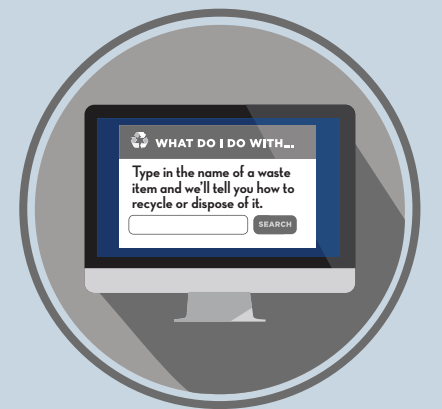 WHAT DO I DO WITH...
Type in the name of a waste
item and we'll tell you how to
recycle or dispose of it.
SEARCH